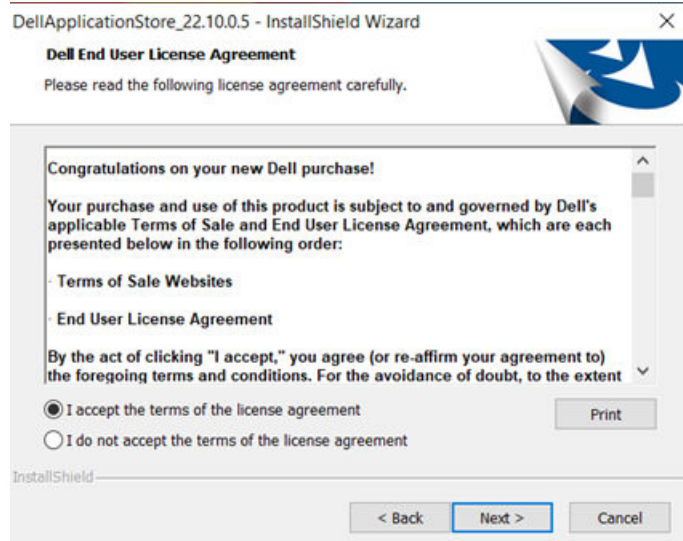 DellApplicationStore_22.10.0.5 - InstallShield Wizard
Dell End User License Agreement
Please read the following license agreement carefully.
Congratulations on your new Dell purchase!
Your purchase and use of this product is subject to and governed by Dell's
applicable Terms of Sale and End User License Agreement, which are each
presented below in the following order:
· Terms of Sale Websites
· End User License Agreement
By the act of clicking "I accept," you agree (or re-affirm your agreement to)
the foregoing terms and conditions. For the avoidance of doubt, to the extent
I accept the terms of the license agreement
Print
I do not accept the terms of the license agreement
InstallShield
< Back
Next >
Cancel